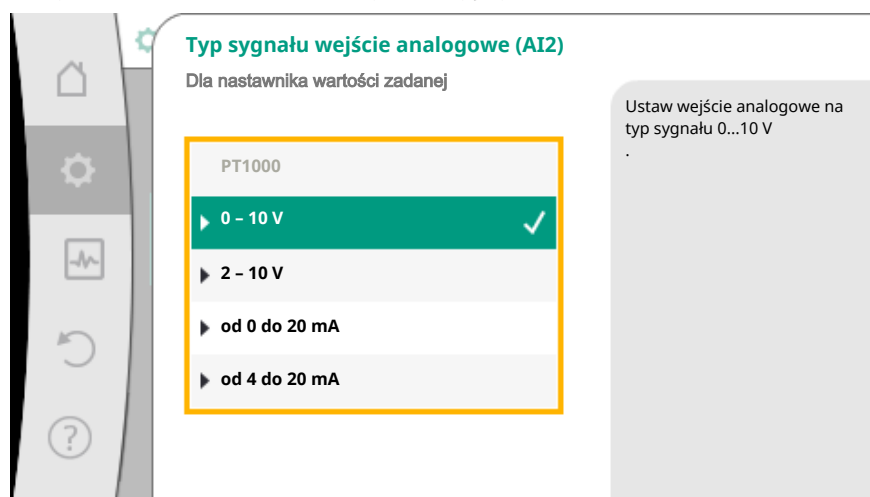 Typ sygnału wejście analogowe (AI2)
Dla nastawnika wartości zadanej
Ustaw wejście analogowe na
typ sygnału 0...10 V
.
PT1000
0 – 10 V
2 – 10 V
od 0 do 20 mA
od 4 do 20 mA
?